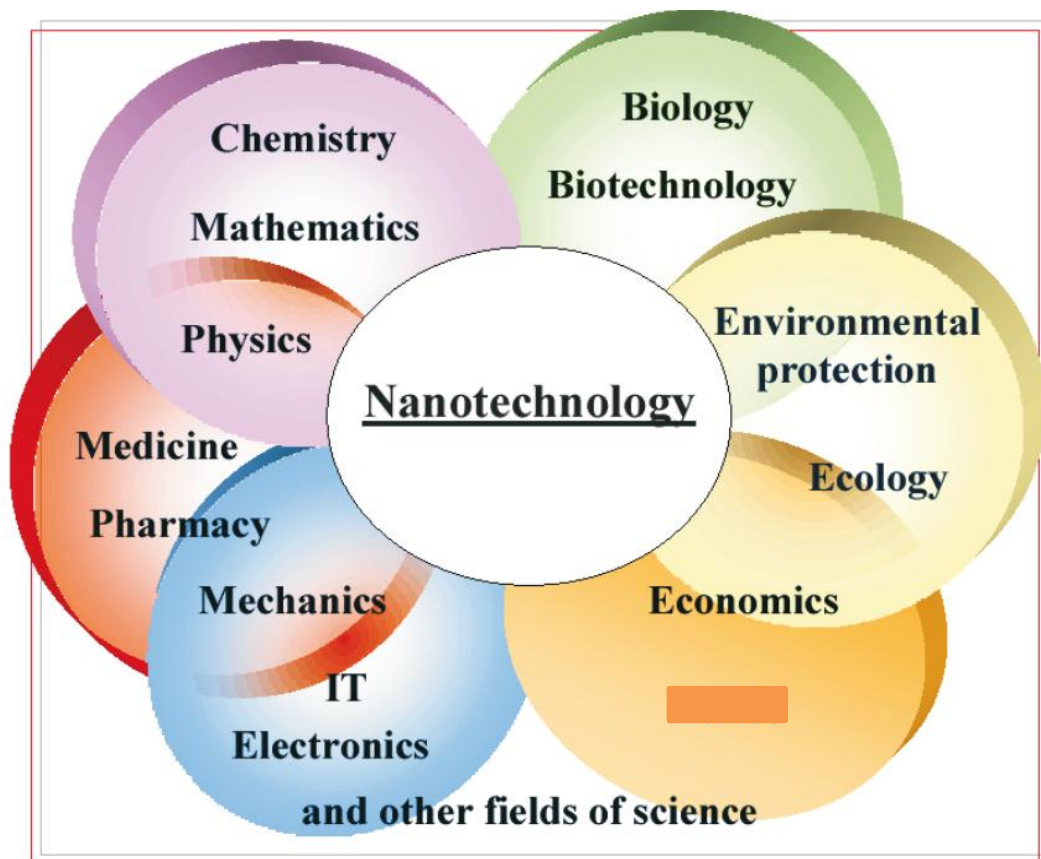 Chemistry
Mathematics
Physics
Biology
Biotechnology
Environmental
protection
Ecology
Nanotechnology
Medicine
Pharmacy
Mechanics
IT
Electronics
Economics
and other fields of science